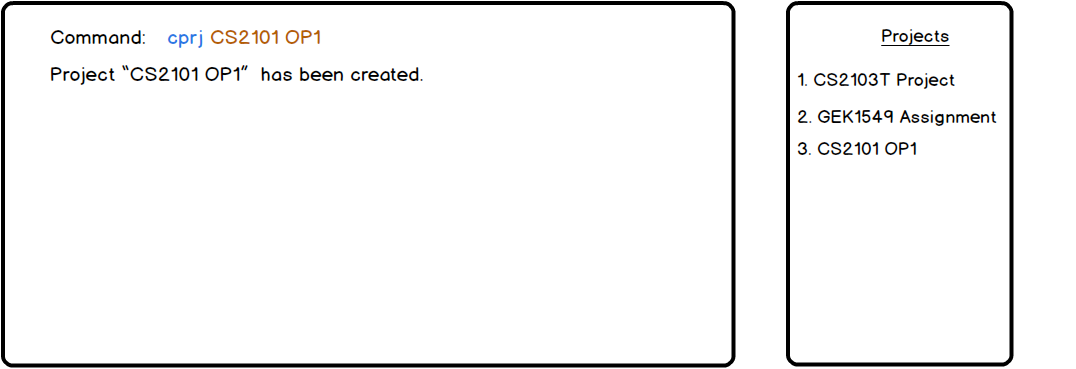 Command: cprj CS2101 OP1
Project “CS2101 OP1” has been created.
Projects
1. CS2103T Project
2. GEK1549 Assignment
3. CS2101 OP1